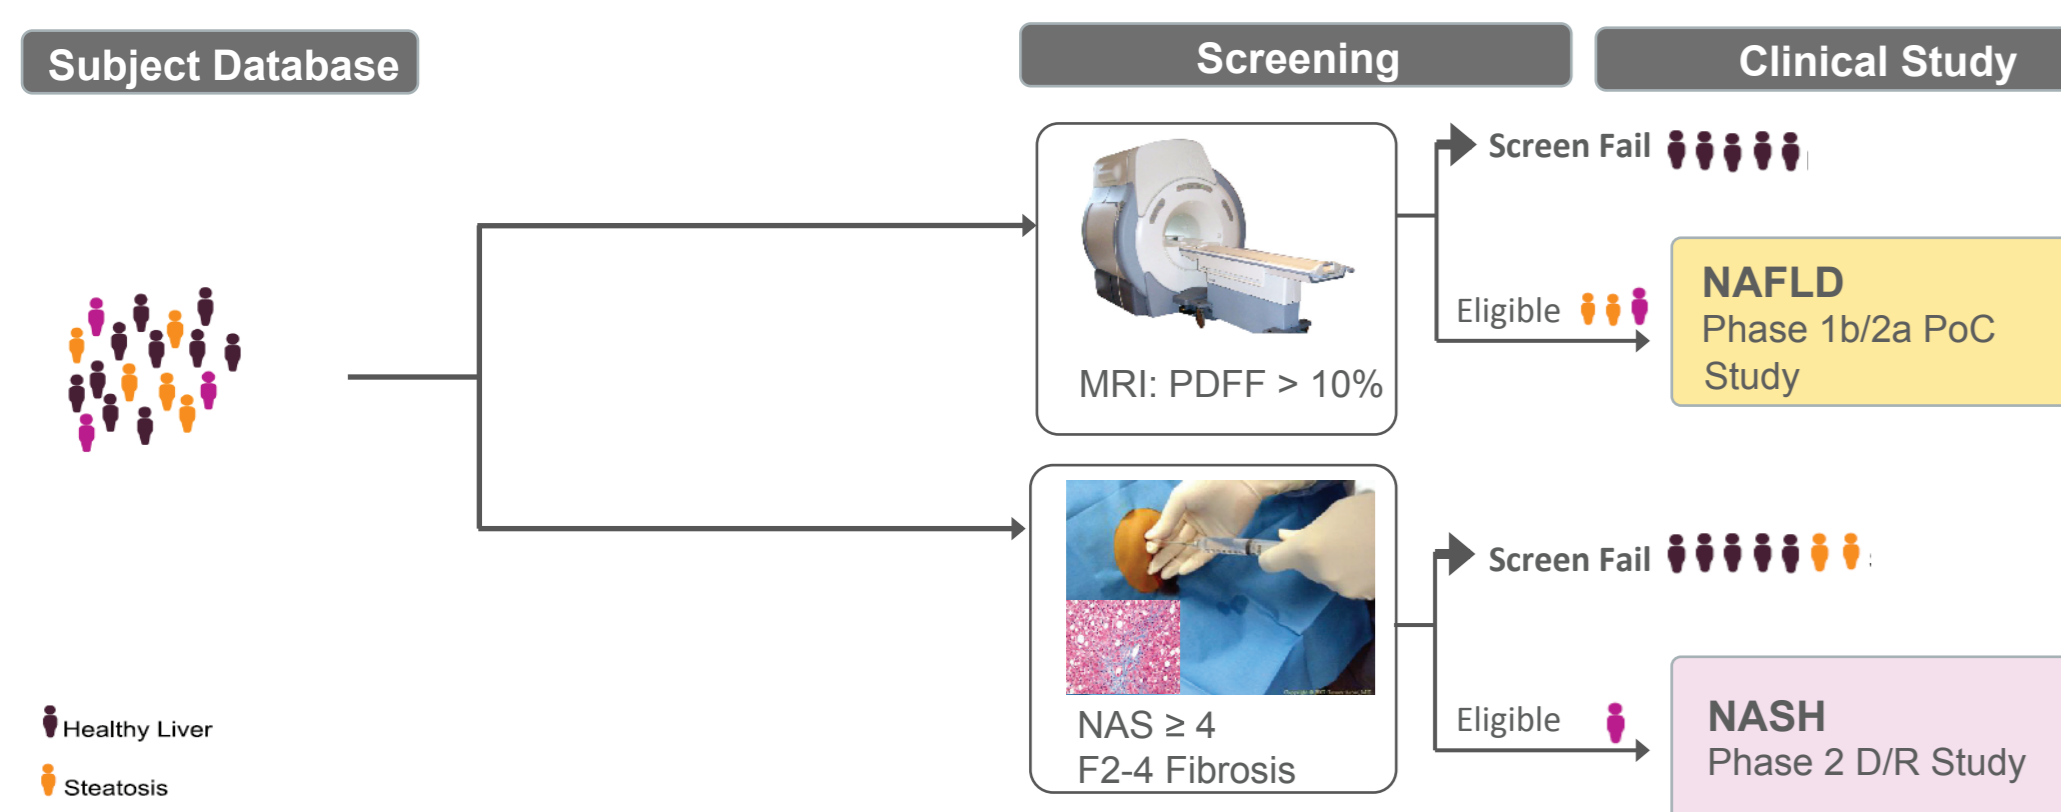 Subject Database
Screening
Clinical Study
Screen Fail
Eligible
NAFLD
Phase 1b/2a PoC
Study
MRI: PDFF > 10%
Screen Fail
Eligible
NASH
Phase 2 D/R Study
NAS ≥ 4
F2-4 Fibrosis
Healthy Liver
Steatosis